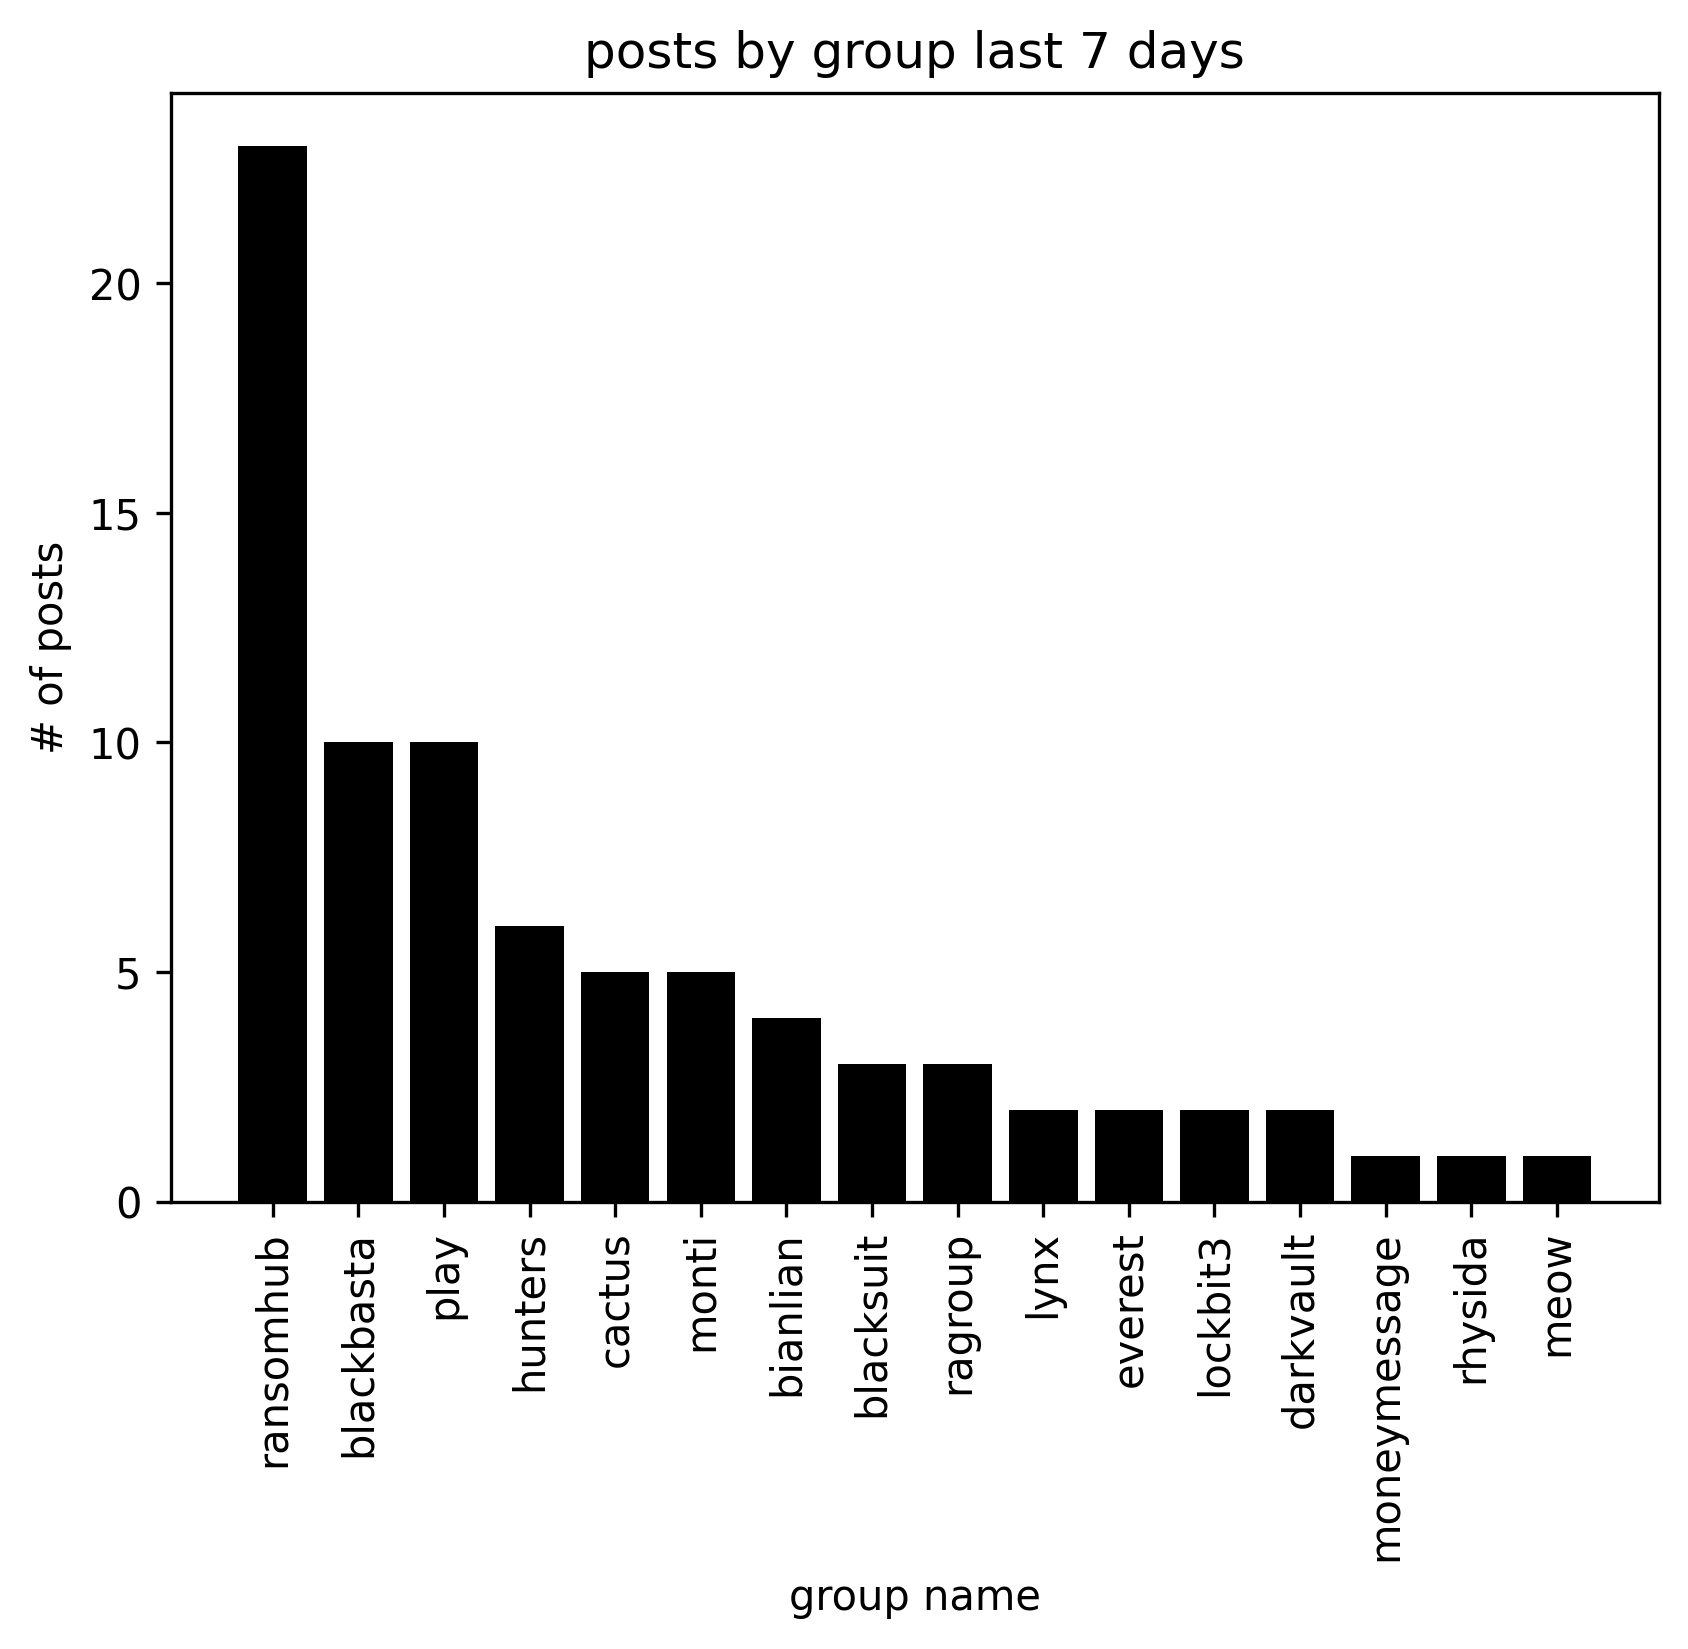 posts by group last 7 days
# of posts
20
15
10
5
0
ransomhub
blackbasta
play
hunters
cactus
monti
bianlian
blacksuit
ragroup
lynx
everest
lockbit3
darkvault
moneymessage
rhysida
meow
group name